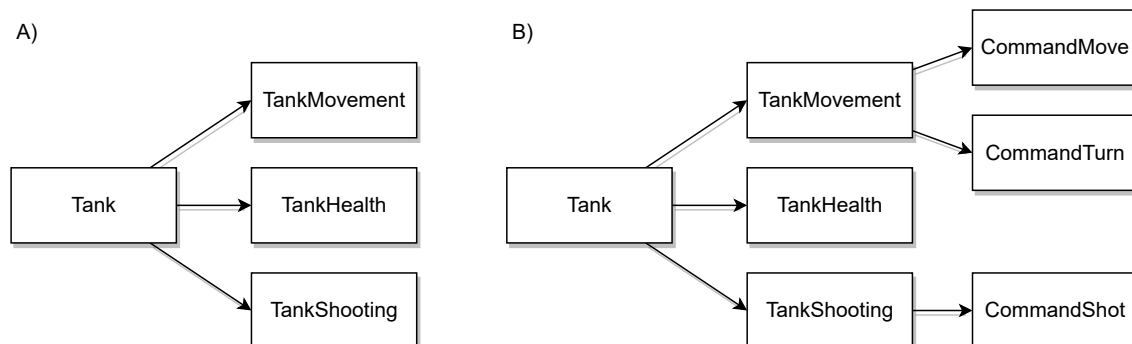 A)
TankMovement
Tank
TankHealth
TankShooting
B)
CommandMove
TankMovement
CommandTurn
Tank
TankHealth
TankShooting
CommandShot